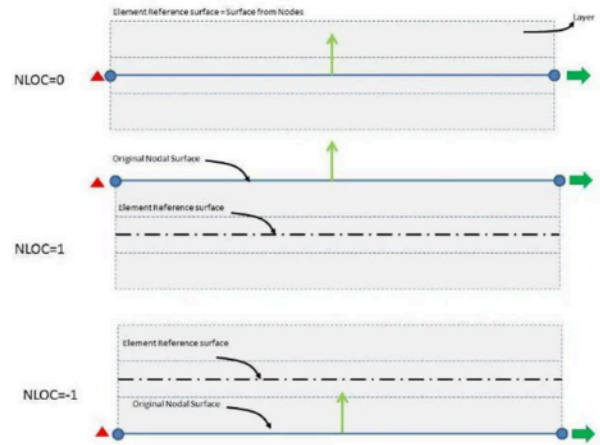 Element Reference surface = Surface from Nodes
Layer
NLOC=0
Original Nodal Surface
Element Reference surface
NLOC=1
Element Reference surface
NLOC=-1
Original Nodal Surface